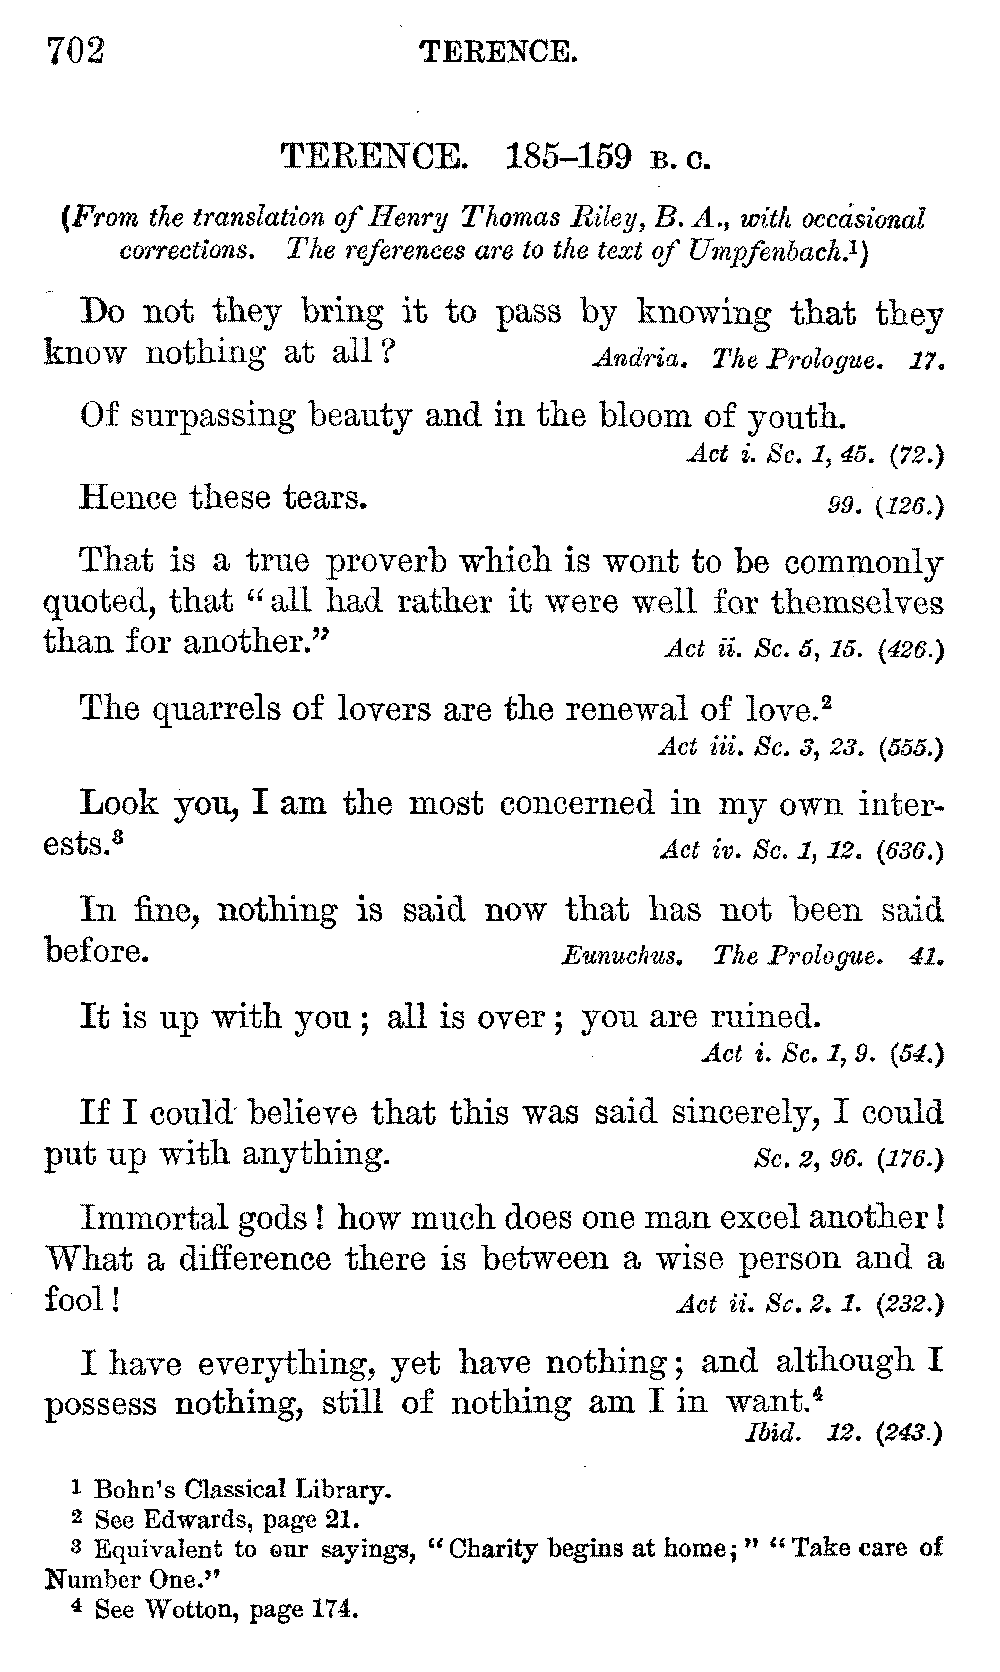 702 TERENCE.
TERENCE. 185–159 B. C.
(From the translation of Henry Thomas Riley, B. A., with occasional
corrections. The references are to the text of Umpfenbach.¹)
Do not they bring it to pass by knowing that they
know nothing at all? Andria. The Prologue. 17.
Of surpassing beauty and in the bloom of youth.
Act i. Sc. 1, 45. (72.)
Hence these tears. 99. (126.)
That is a true proverb which is wont to be commonly
quoted, that “all had rather it were well for themselves
than for another.” Act ii. Sc. 5, 15. (426.)
The quarrels of lovers are the renewal of love.²
Act iii. Sc. 3, 23. (555.)
Look you, I am the most concerned in my own inter-
ests.³ Act iv. Sc. 1, 12. (636.)
In fine, nothing is said now that has not been said
before. Eunuchus. The Prologue. 41.
It is up with you; all is over; you are ruined.
Act i. Sc. 1, 9. (54.)
If I could believe that this was said sincerely, I could
put up with anything. Sc. 2, 96. (176.)
Immortal gods! how much does one man excel another!
What a difference there is between a wise person and a
fool! Act ii. Sc. 2. 1. (232.)
I have everything, yet have nothing; and although I
possess nothing, still of nothing am I in want.⁴
Ibid. 12. (243.)
1 Bohn's Classical Library.
2 See Edwards, page 21.
3 Equivalent to our sayings, “Charity begins at home;” “Take care of
Number One.”
4 See Wotton, page 174.